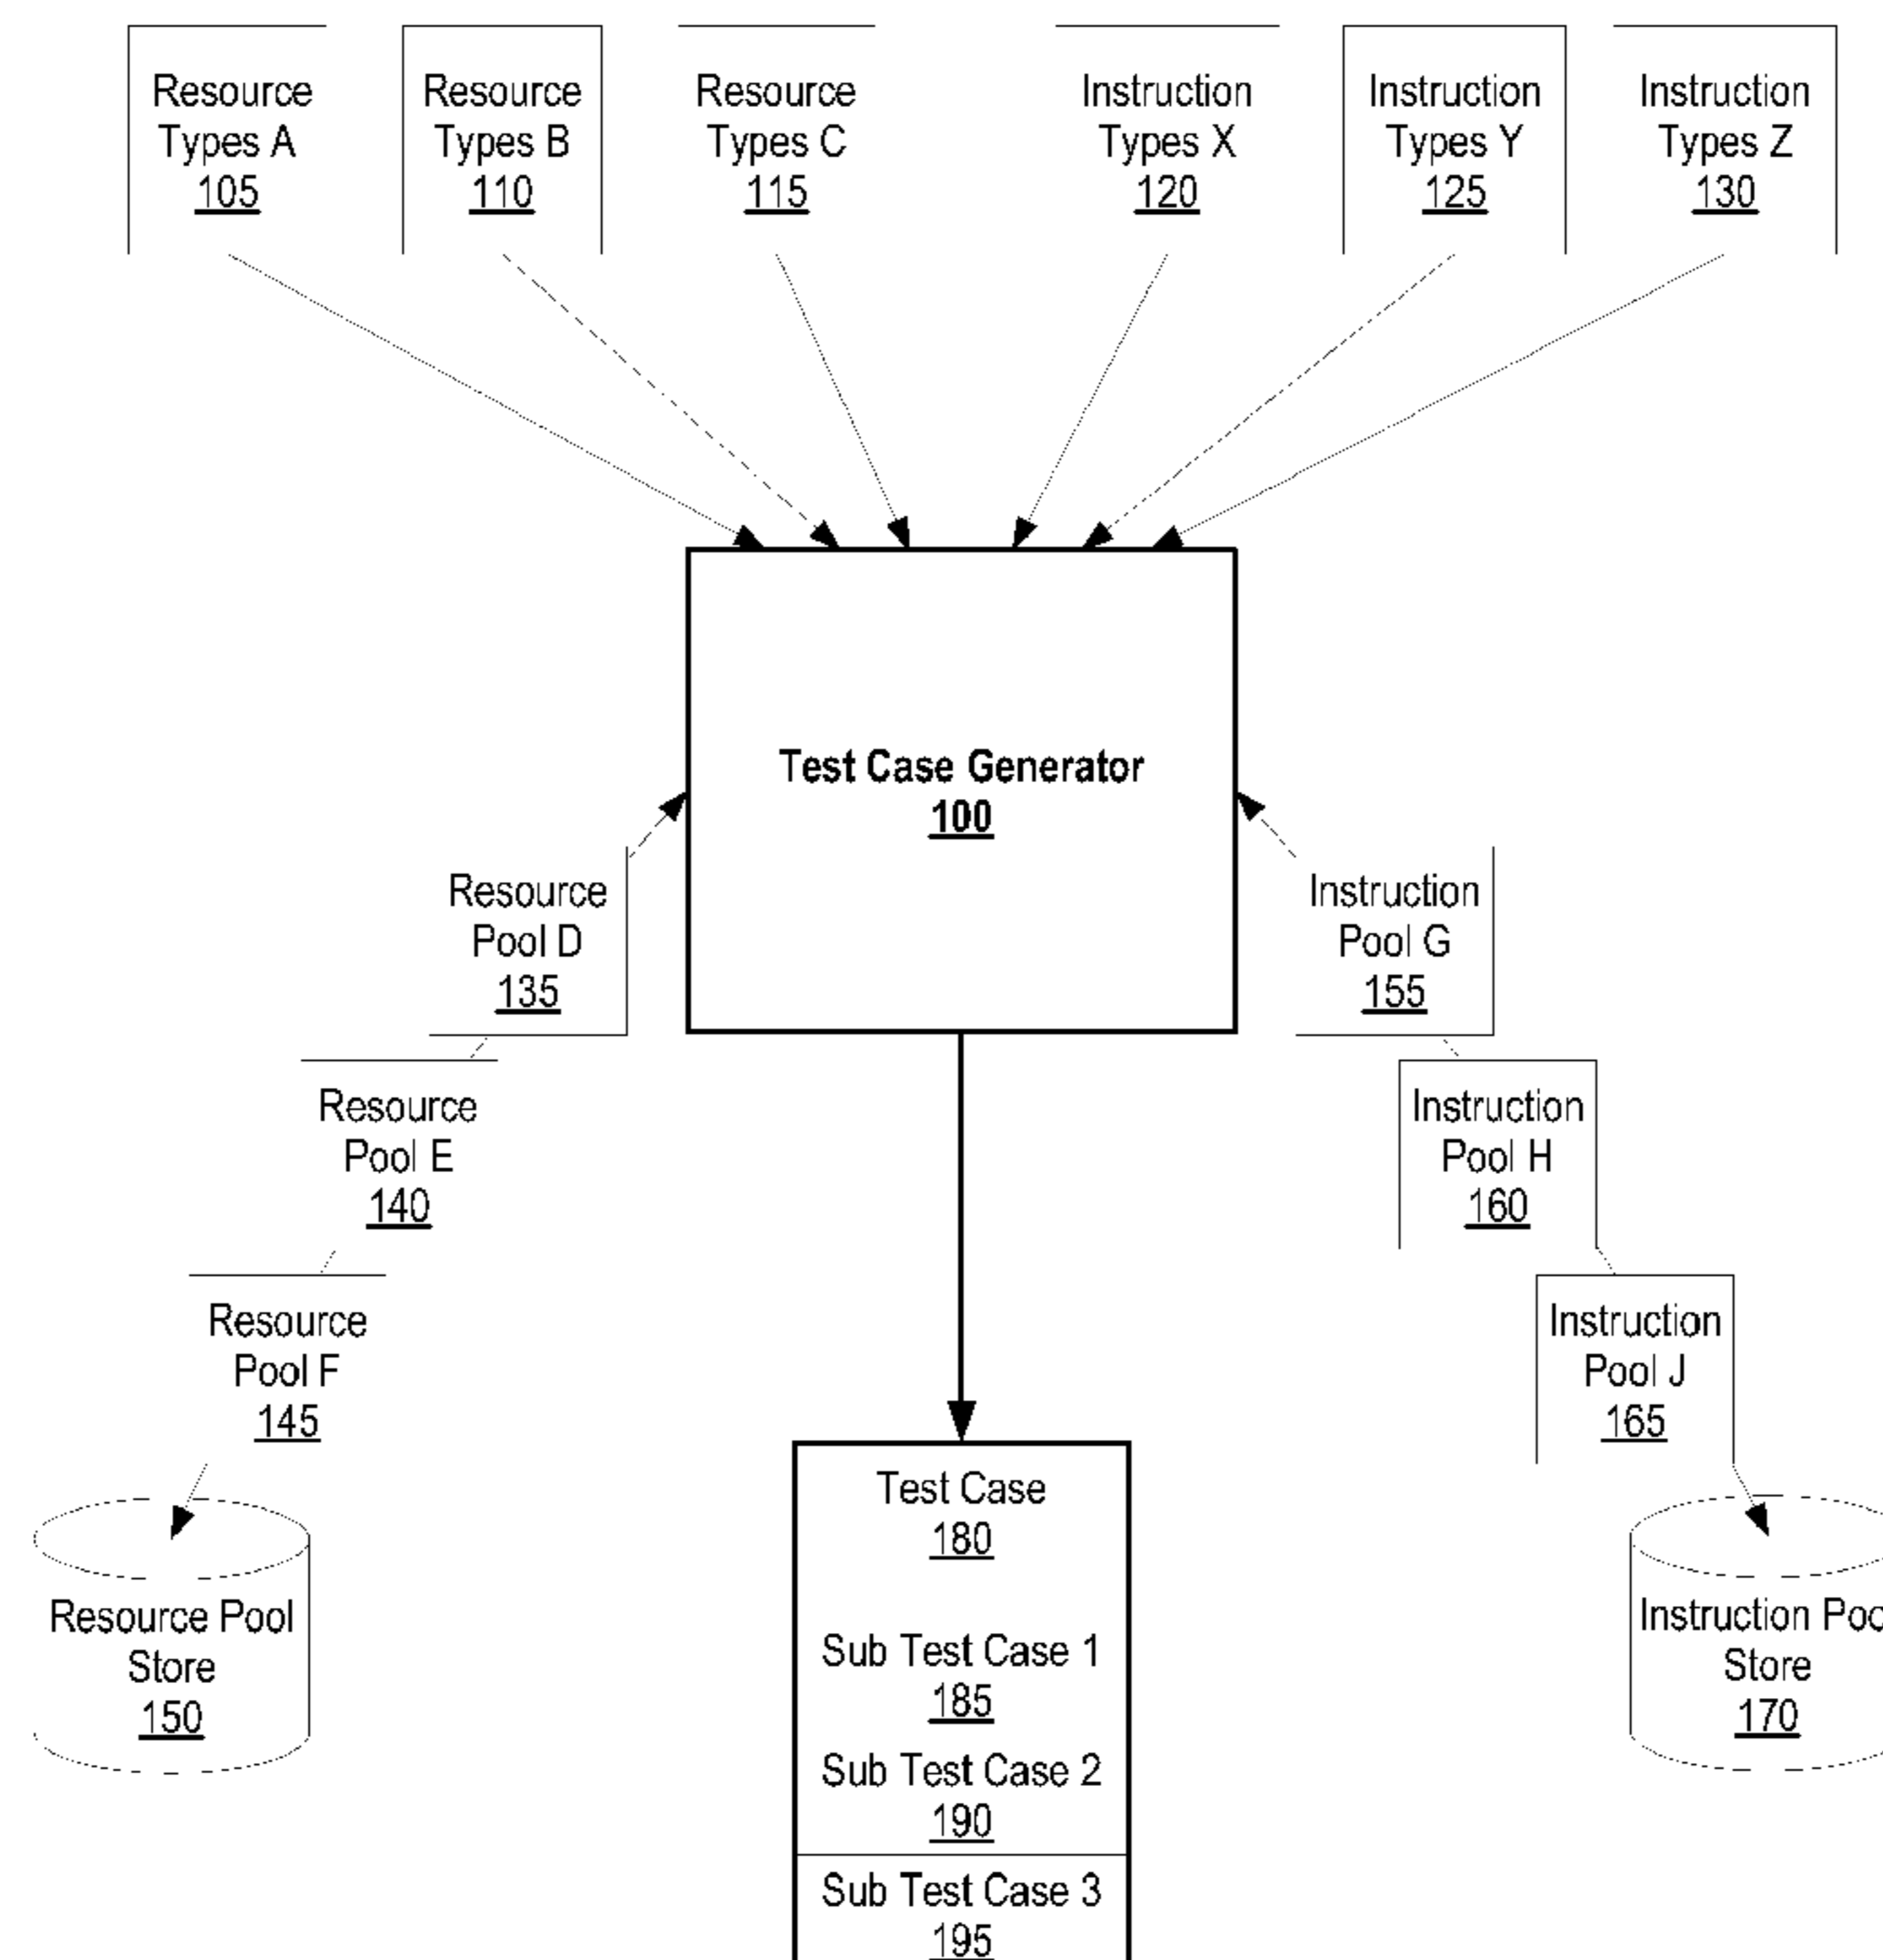 Resource
Types A
105
Resource
Types B
110
Resource
Types C
115
Instruction
Types X
120
Instruction
Types Y
125
Instruction
Types Z
130
Test Case Generator
100
Resource
Pool D
135
Instruction
Pool G
155
Resource
Pool E
140
Instruction
Pool H
160
Resource
Pool F
145
Instruction
Pool J
165
Resource Pool
Store
150
Test Case
180
Sub Test Case 1
185
Sub Test Case 2
190
Sub Test Case 3
195
Instruction
Store
170